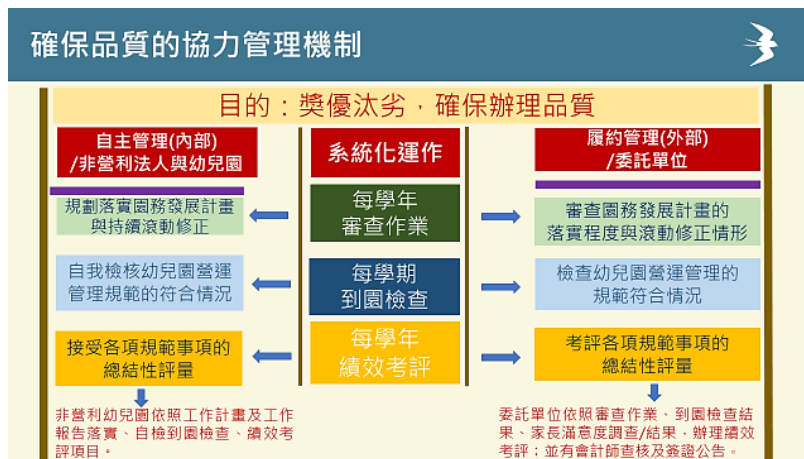 確保品質的協力管理機制
目的：獎優汰劣，確保辦理品質
自主管理(內部)
/非營利法人與幼兒園
系統化運作
履約管理(外部)
/委託單位
規劃落實園務發展計畫
與持續滾動修正
每學年
審查作業
審查園務發展計畫的
落實程度與滾動修正情形
自我檢核幼兒園營運
管理規範的符合情況
每學期
到園檢查
檢查幼兒園營運管理的
規範符合情況
接受各項規範事項的
總結性評量
每學年
績效考評
考評各項規範事項的
總結性評量
非營利幼兒園依照工作計畫及工作
報告落實、自檢到園檢查、績效考
評項目。
委託單位依照審查作業、到園檢查結
果、家長滿意度調查/結果，辦理績效
考評；並有會計師查核及簽證公告。